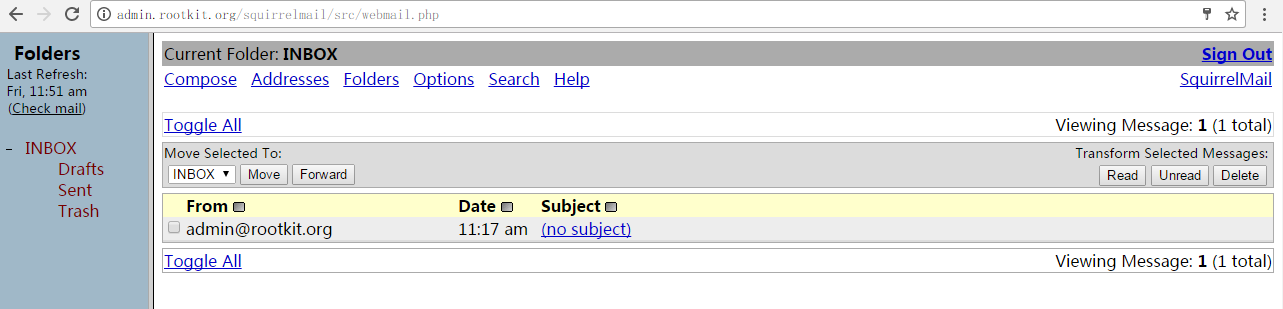 admin.rootkit.org/squirrelmail/src/webmail.php
Folders
Last Refresh:
Fri, 11:51 am
(Check mail)
- INBOX
Drafts
Sent
Trash
Current Folder: INBOX Sign Out
Compose Addresses Folders Options Search Help SquirrelMail
Toggle All Viewing Message: 1 (1 total)
Move Selected To: Transform Selected Messages:
INBOX Move Forward Read Unread Delete
From Date Subject
admin@rootkit.org 11:17 am (no subject)
Toggle All Viewing Message: 1 (1 total)